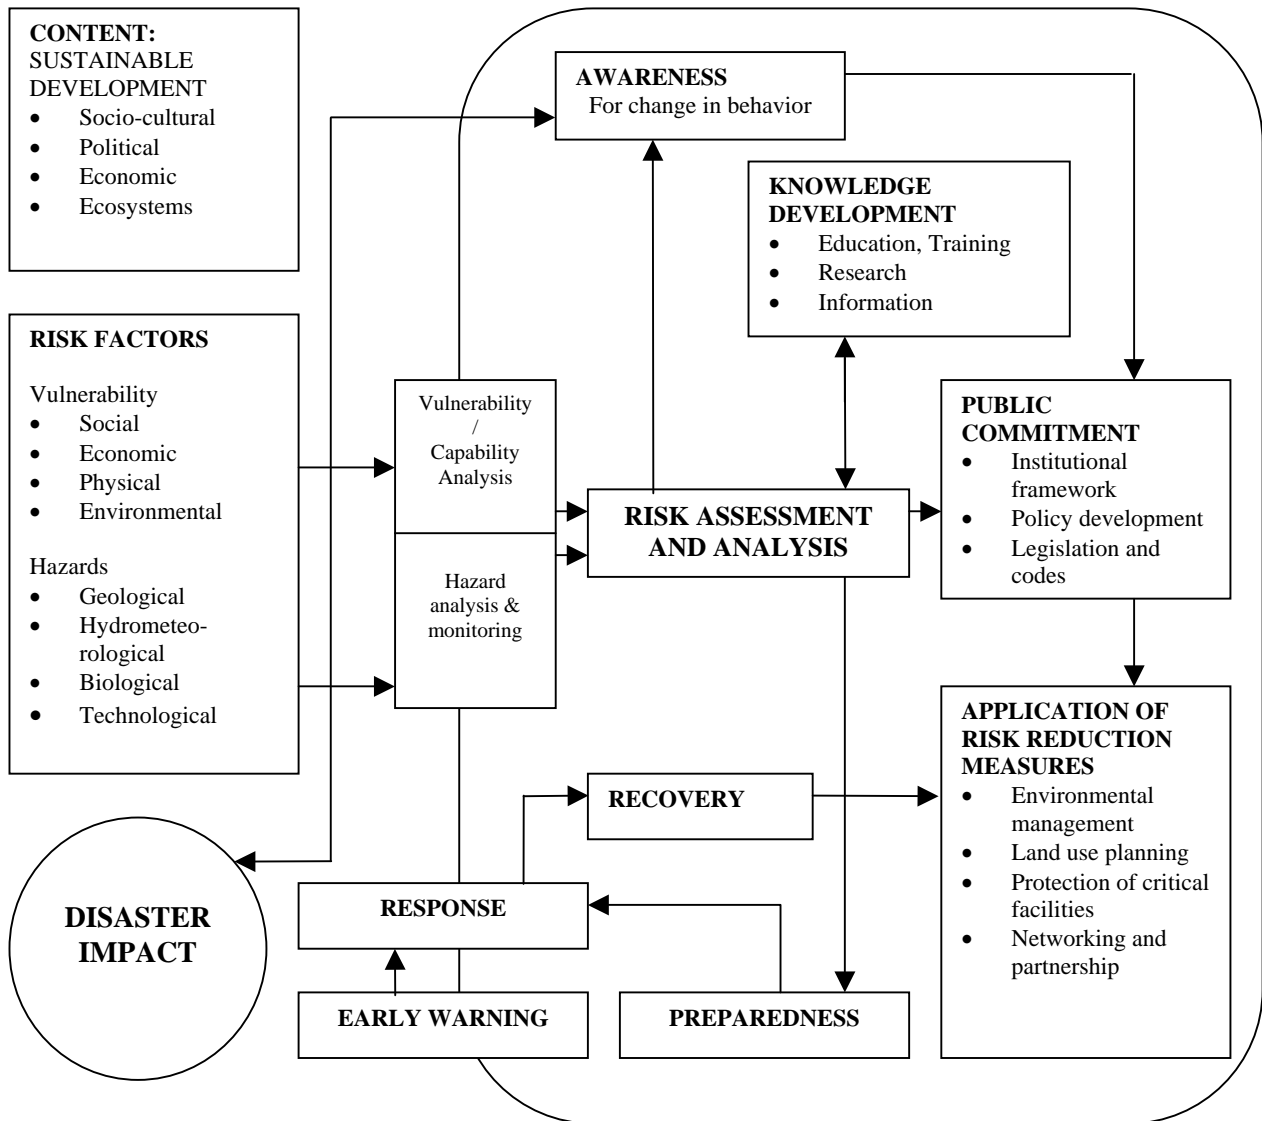 CONTENT:
SUSTAINABLE
DEVELOPMENT
• Socio-cultural
• Political
• Economic
• Ecosystems
RISK FACTORS
Vulnerability
• Social
• Economic
• Physical
• Environmental
Hazards
• Geological
• Hydrometeo-
rological
• Biological
• Technological
DISASTER
IMPACT
AWARENESS
For change in behavior
KNOWLEDGE
DEVELOPMENT
• Education, Training
• Research
• Information
Vulnerability
/
Capability
Analysis
Hazard
analysis &
monitoring
RISK ASSESSMENT
AND ANALYSIS
PUBLIC
COMMITMENT
• Institutional
framework
• Policy development
• Legislation and
codes
APPLICATION OF
RISK REDUCTION
MEASURES
• Environmental
management
• Land use planning
• Protection of critical
facilities
• Networking and
partnership
RECOVERY
RESPONSE
EARLY WARNING
PREPAREDNESS